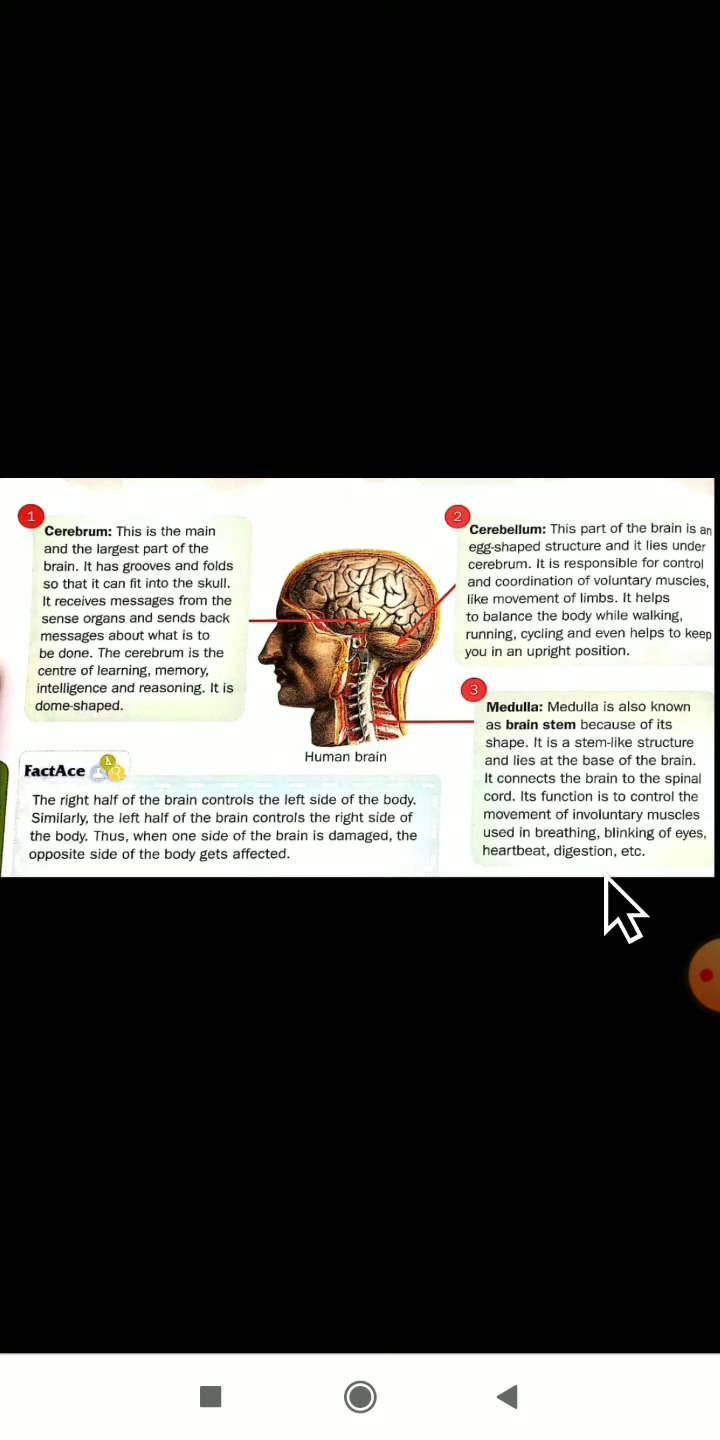 1
Cerebrum: This is the main
and the largest part of the
brain. It has grooves and folds
so that it can fit into the skull.
It receives messages from the
sense organs and sends back
messages about what is to
be done. The cerebrum is the
centre of learning, memory,
intelligence and reasoning. It is
dome-shaped.
2
Cerebellum: This part of the brain is an
egg-shaped structure and it lies under
cerebrum. It is responsible for control
and coordination of voluntary muscles,
like movement of limbs. It helps
to balance the body while walking,
running, cycling and even helps to keep
you in an upright position.
3
Medulla: Medulla is also known
as brain stem because of its
shape. It is a stem-like structure
and lies at the base of the brain.
It connects the brain to the spinal
cord. Its function is to control the
movement of involuntary muscles
used in breathing, blinking of eyes,
heartbeat, digestion, etc.
Human brain
FactAce
The right half of the brain controls the left side of the body.
Similarly, the left half of the brain controls the right side of
the body. Thus, when one side of the brain is damaged, the
opposite side of the body gets affected.